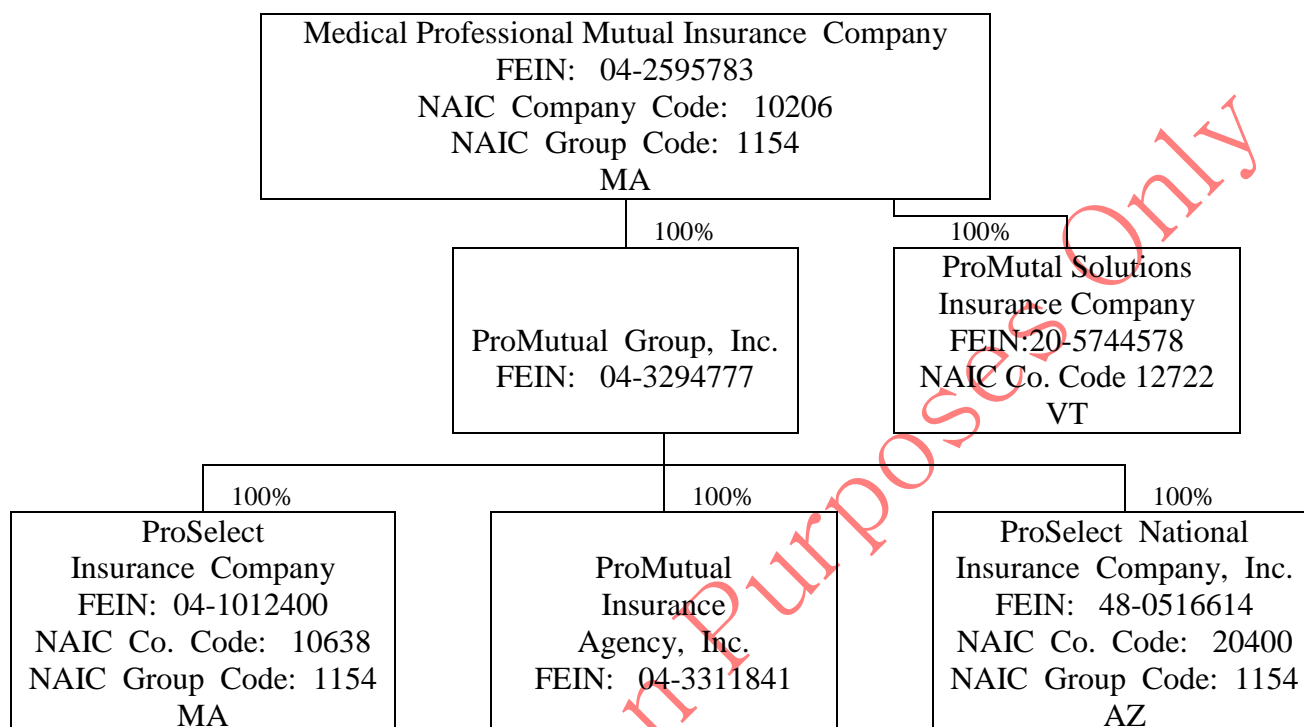 Medical Professional Mutual Insurance Company
FEIN: 04-2595783
NAIC Company Code: 10206
NAIC Group Code: 1154
MA
100%
100%
ProMutual Group, Inc.
FEIN: 04-3294777
ProMutal Solutions
Insurance Company
FEIN:20-5744578
NAIC Co. Code 12722
VT
100%
100%
100%
ProSelect
Insurance Company
FEIN: 04-1012400
NAIC Co. Code: 10638
NAIC Group Code: 1154
MA
ProMutual
Insurance
Agency, Inc.
FEIN: 04-3311841
ProSelect National
Insurance Company, Inc.
FEIN: 48-0516614
NAIC Co. Code: 20400
NAIC Group Code: 1154
AZ
Purposes Only